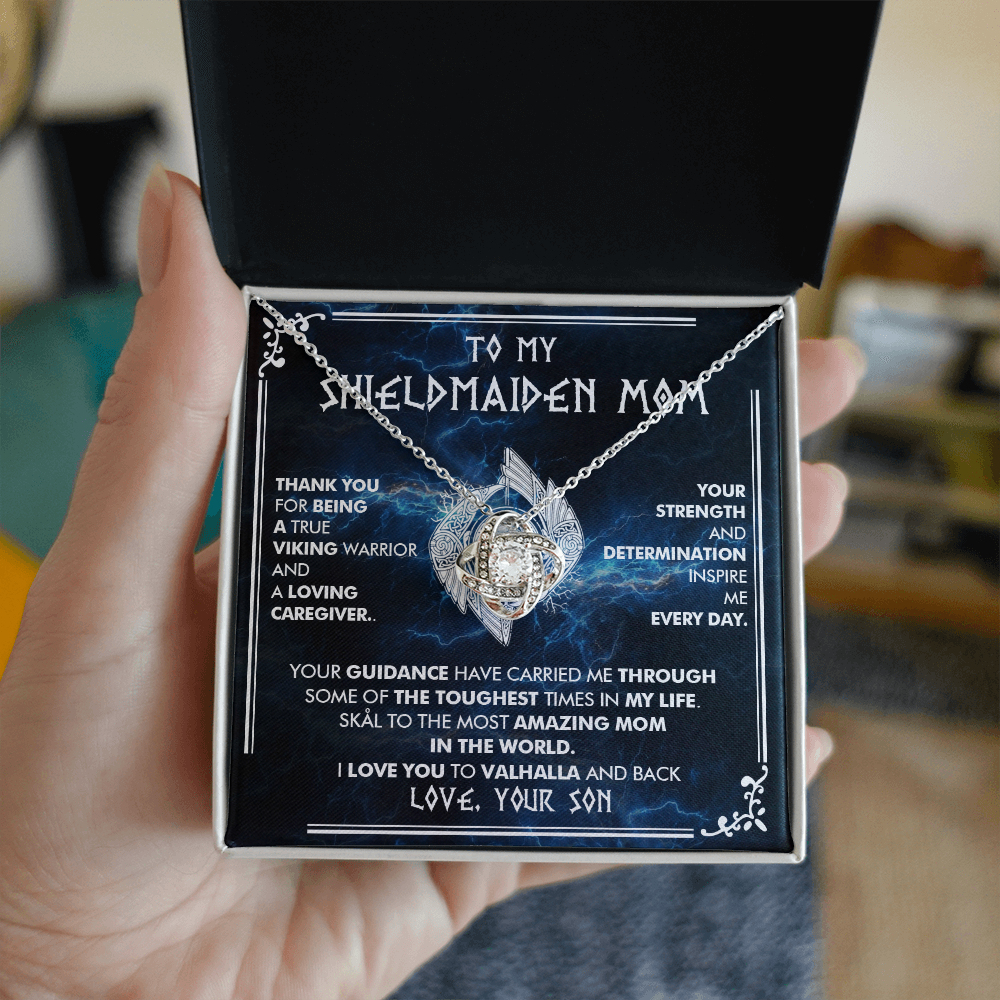 TO MY
SHIELDMAIDEN MOM
THANK YOU
FOR BEING
A TRUE
VIKING WARRIOR
AND
A LOVING
CAREGIVER..
YOUR
STRENGTH
AND
DETERMINATION
INSPIRE
ME
EVERY DAY.
YOUR GUIDANCE HAVE CARRIED ME THROUGH
SOME OF THE TOUGHEST TIMES IN MY LIFE.
SKÅL TO THE MOST AMAZING MOM
IN THE WORLD.
I LOVE YOU TO VALHALLA AND BACK
LOVE, YOUR SON